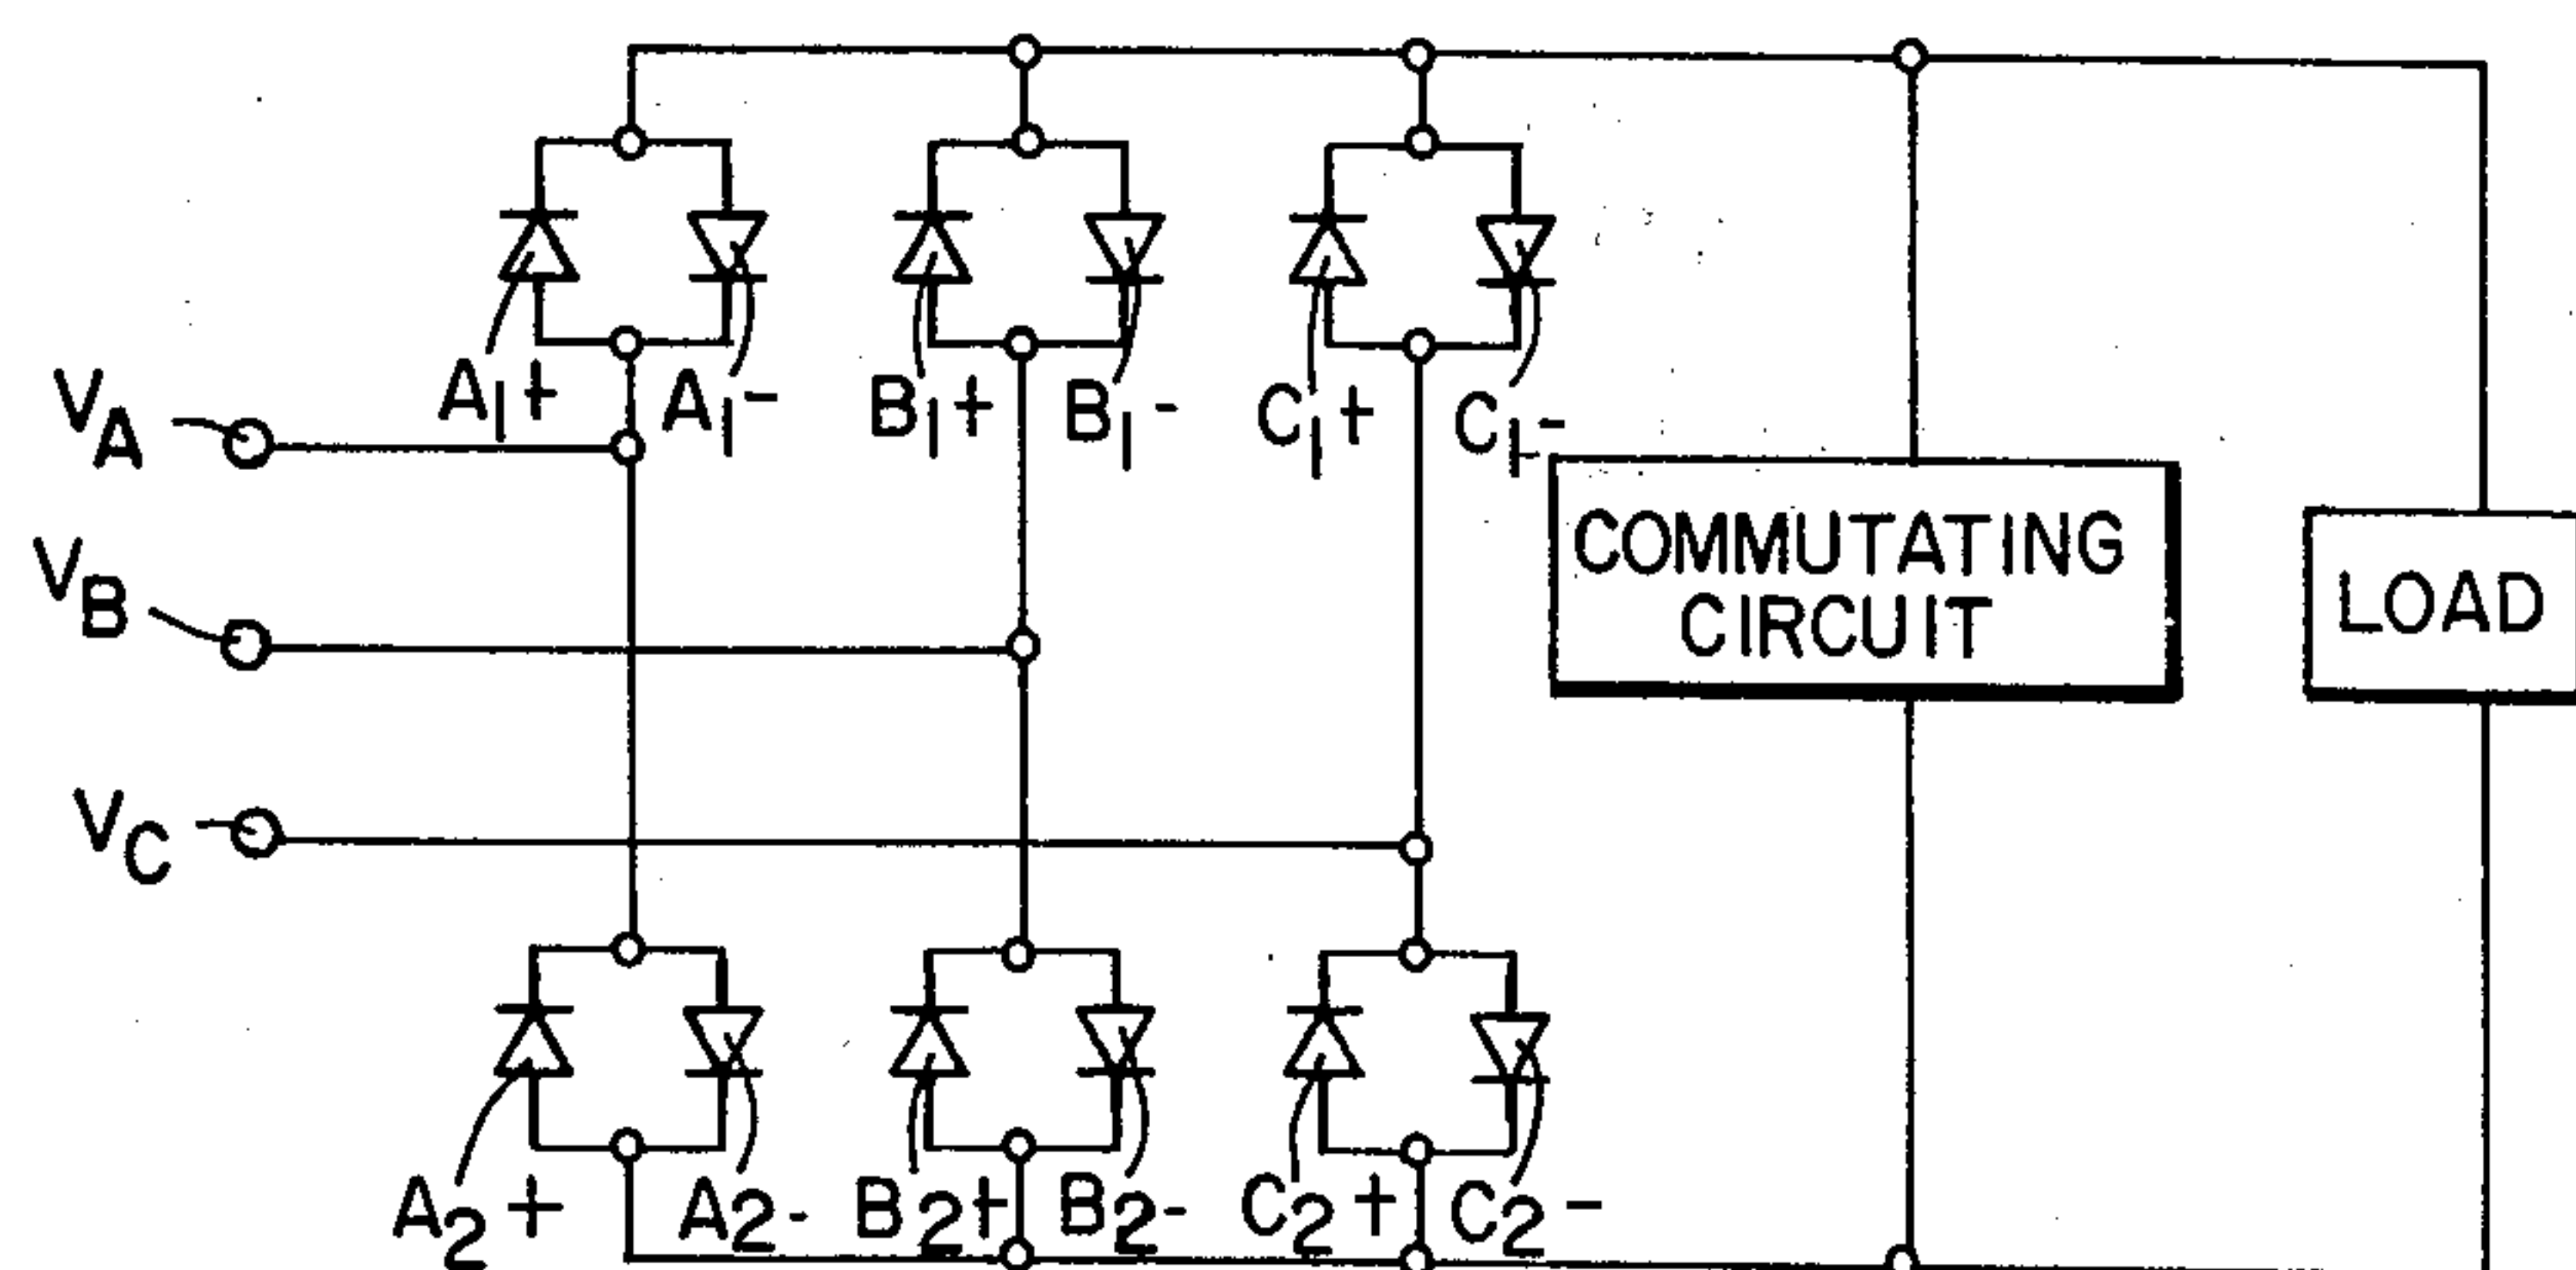 A1+ A1- B1+ B1- C1+ C1-
VA
VB
COMMUTATING
CIRCUIT
LOAD
VC
A2+ A2- B2+ B2- C2+ C2-